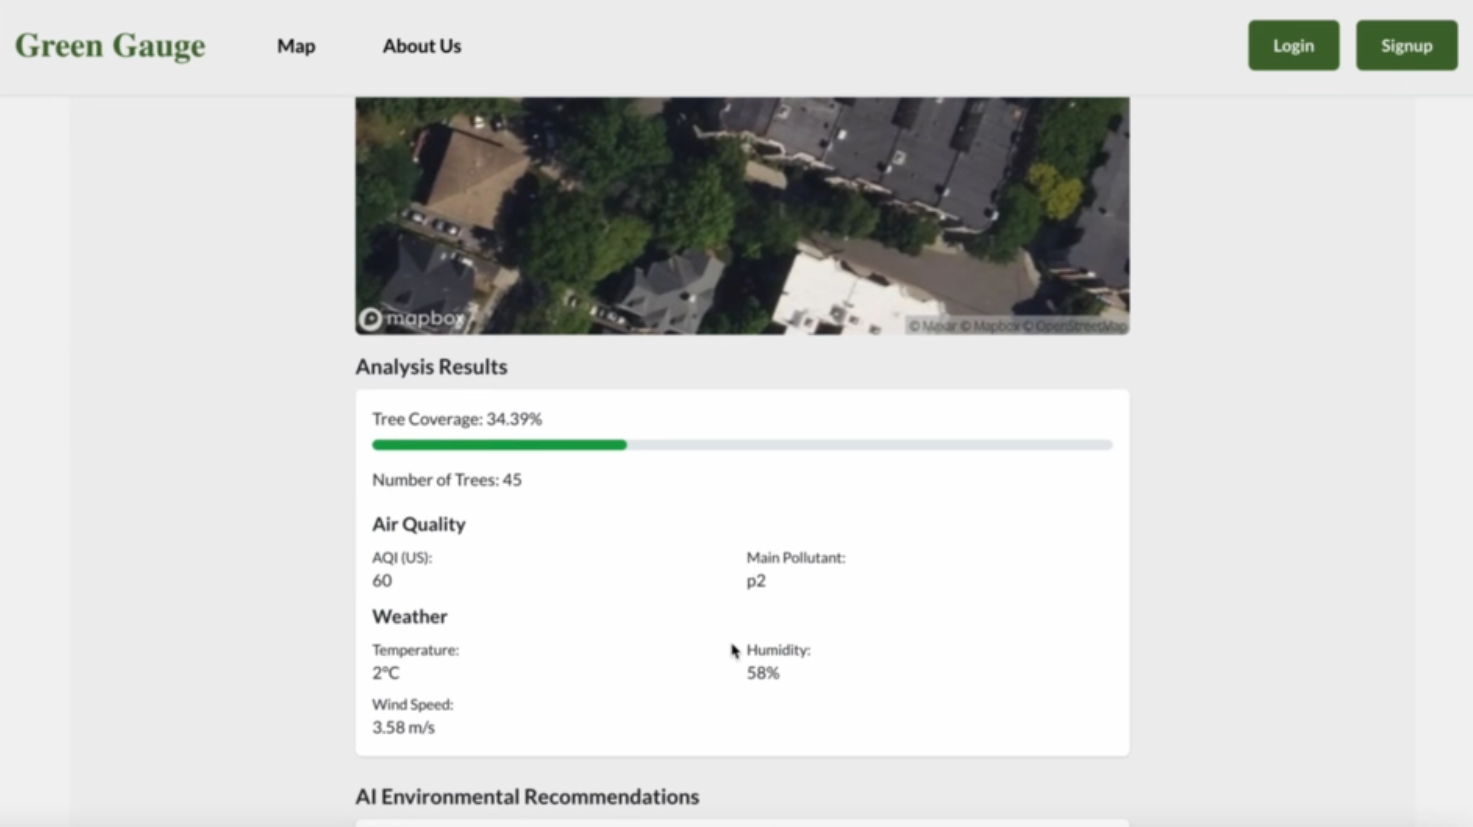 Green Gauge
Map
About Us
Login
Signup
mapbox
© Maxar © Mapbox © OpenStreetMap
Analysis Results
Tree Coverage: 34.39%
Number of Trees: 45
Air Quality
AQI (US):
60
Main Pollutant:
p2
Weather
Temperature:
2°C
Humidity:
58%
Wind Speed:
3.58 m/s
AI Environmental Recommendations